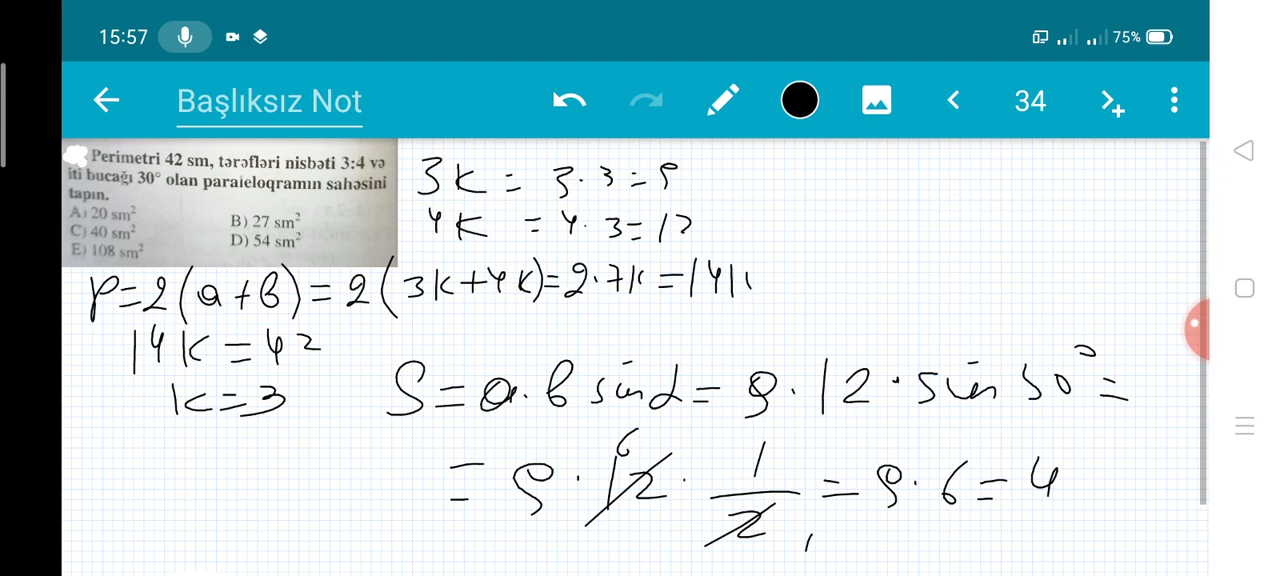 15:57
75%
Başlıksız Not
34
Perimetri 42 sm, tərəfləri nisbəti 3:4 və
iti bucağı 30° olan paraleloqramın sahəsini
tapın.
A) 20 sm² B) 27 sm²
C) 40 sm² D) 54 sm²
E) 108 sm²
3K = 3·3=9
4K = 4·3=12
P=2(a+b)=2(3K+4K)=2·7K=14K
14K=42
K=3
S=a·b sinα=9·12·sin30°=
=9·12·1/2=9·6=4
6
1